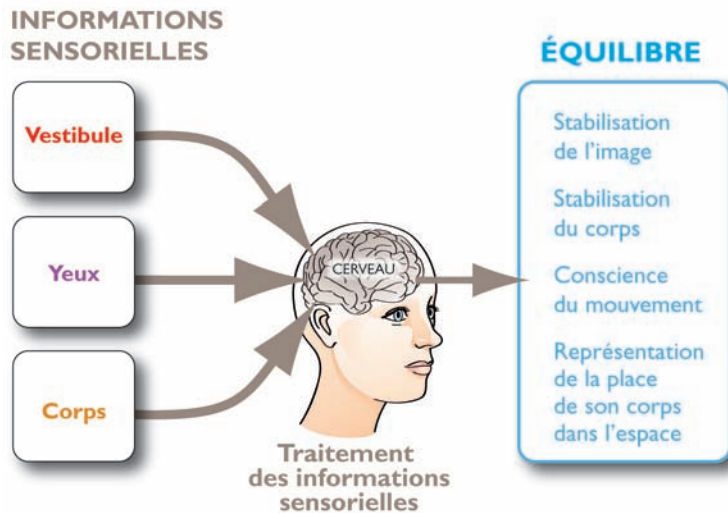 INFORMATIONS
SENSORIELLES
Vestibule
Yeux
Corps
CERVEAU
Traitement
des informations
sensorielles
ÉQUILIBRE
Stabilisation
de l'image
Stabilisation
du corps
Conscience
du mouvement
Représentation
de la place
de son corps
dans l'espace